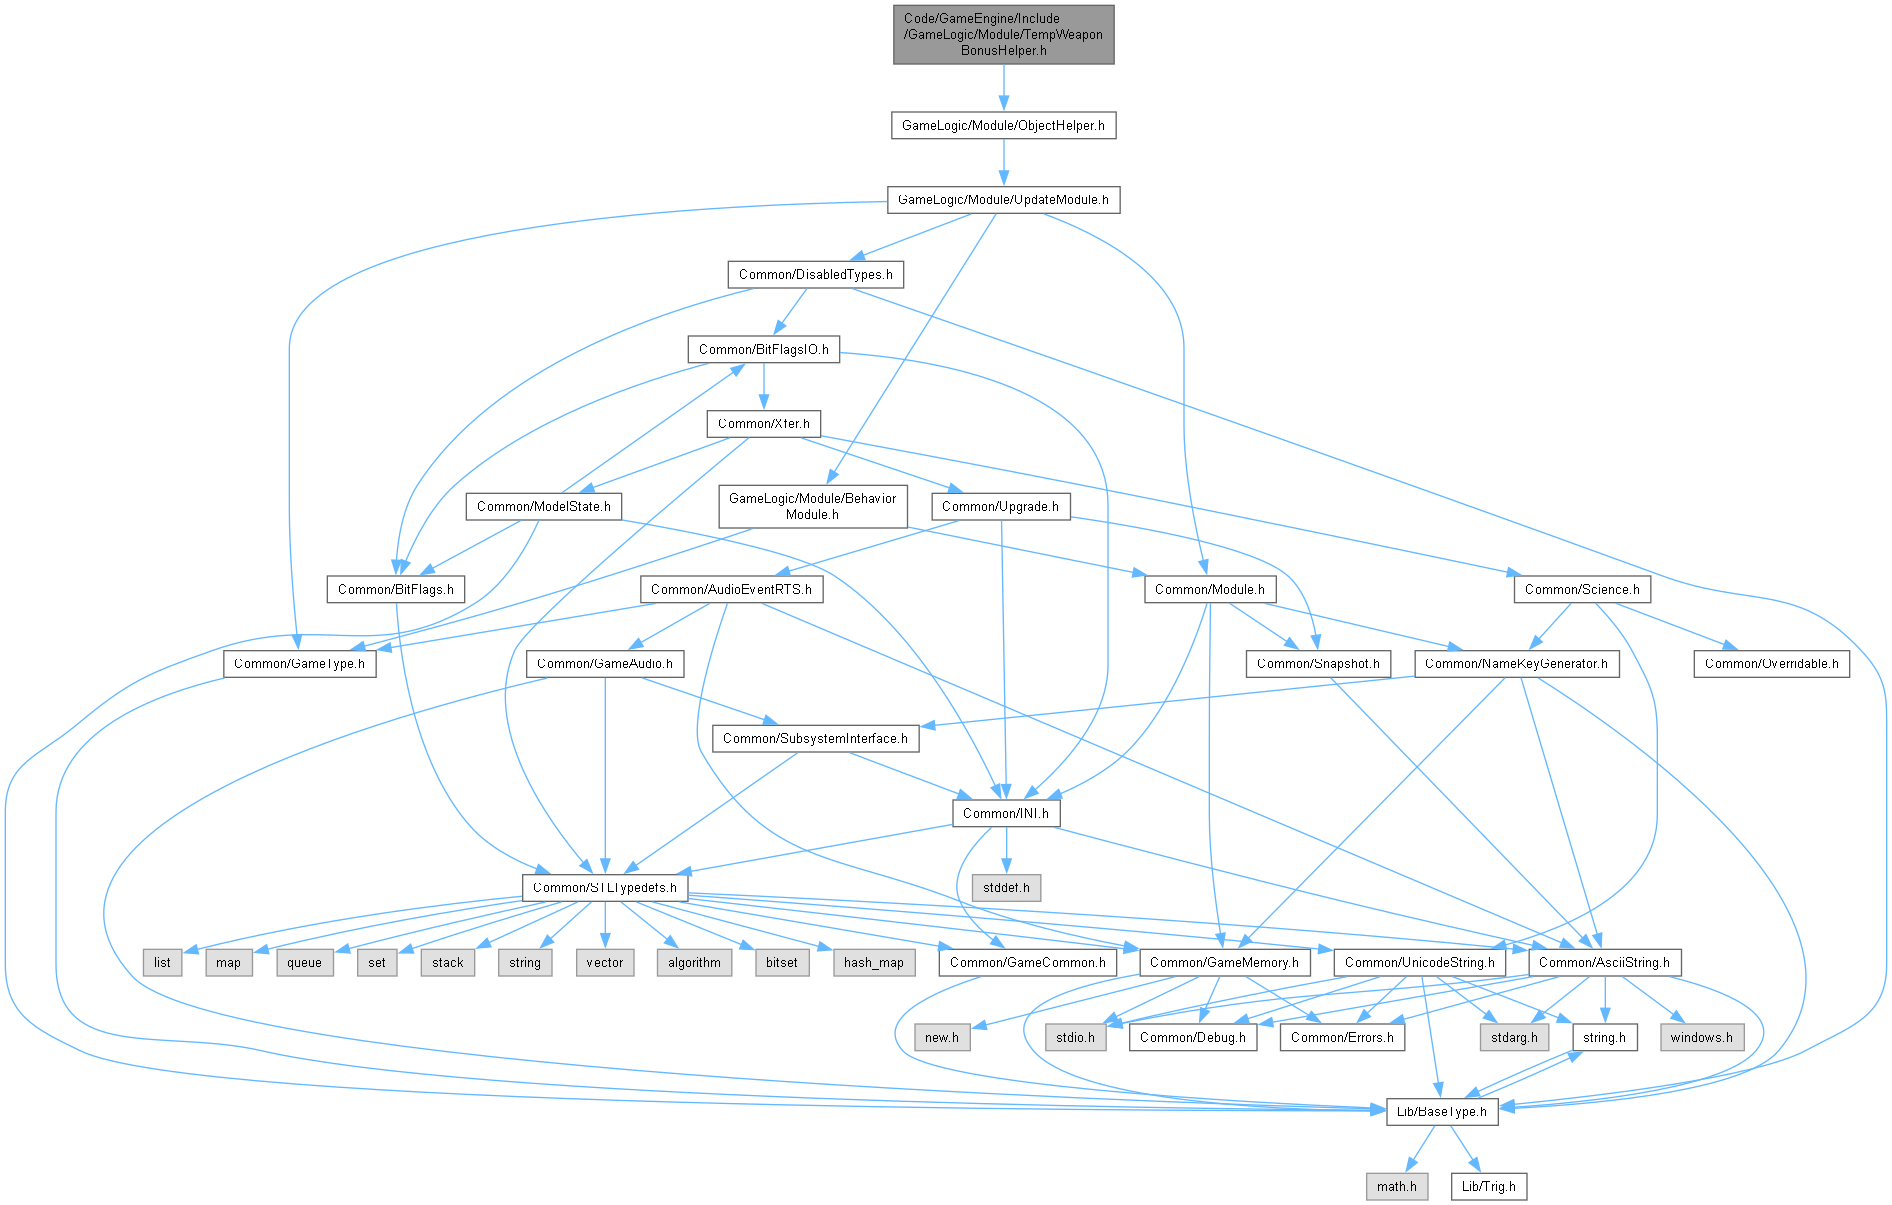 Code/GameEngine/Include
/GameLogic/Module/TempWeapon
BonusHelper.h
GameLogic/Module/ObjectHelper.h
GameLogic/Module/UpdateModule.h
Common/DisabledTypes.h
Common/BitFlagsIO.h
Common/Xfer.h
Common/ModelState.h
GameLogic/Module/Behavior
Module.h
Common/Upgrade.h
Common/BitFlags.h
Common/AudioEventRTS.h
Common/Module.h
Common/Science.h
Common/GameType.h
Common/GameAudio.h
Common/Snapshot.h
Common/NameKeyGenerator.h
Common/Overridable.h
Common/SubsystemInterface.h
Common/INI.h
Common/STLTypedefs.h
stddef.h
list
map
queue
set
stack
string
vector
algorithm
bitset
hash_map
Common/GameCommon.h
Common/GameMemory.h
Common/UnicodeString.h
Common/AsciiString.h
new.h
stdio.h
Common/Debug.h
Common/Errors.h
stdarg.h
string.h
windows.h
Lib/BaseType.h
math.h
Lib/Trig.h